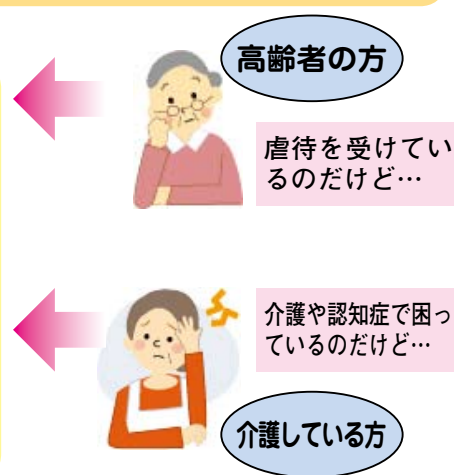 高齢者の方
虐待を受けてい
るのだけど…
介護や認知症で困っ
ているのだけど…
介護している方